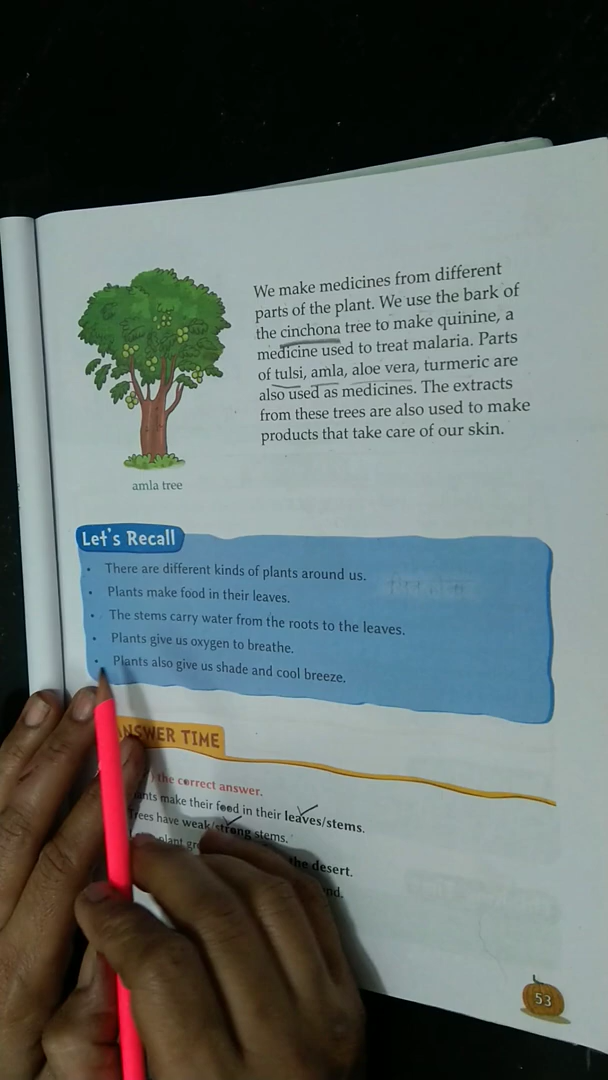 We make medicines from different
parts of the plant. We use the bark of
the cinchona tree to make quinine, a
medicine used to treat malaria. Parts
of tulsi, amla, aloe vera, turmeric are
also used as medicines. The extracts
from these trees are also used to make
products that take care of our skin.
amla tree
Let's Recall
• There are different kinds of plants around us.
• Plants make food in their leaves.
• The stems carry water from the roots to the leaves.
• Plants give us oxygen to breathe.
• Plants also give us shade and cool breeze.
ANSWER TIME
the correct answer.
make their food in their leaves/stems.
Trees have weak/strong stems.
plant the desert.
53